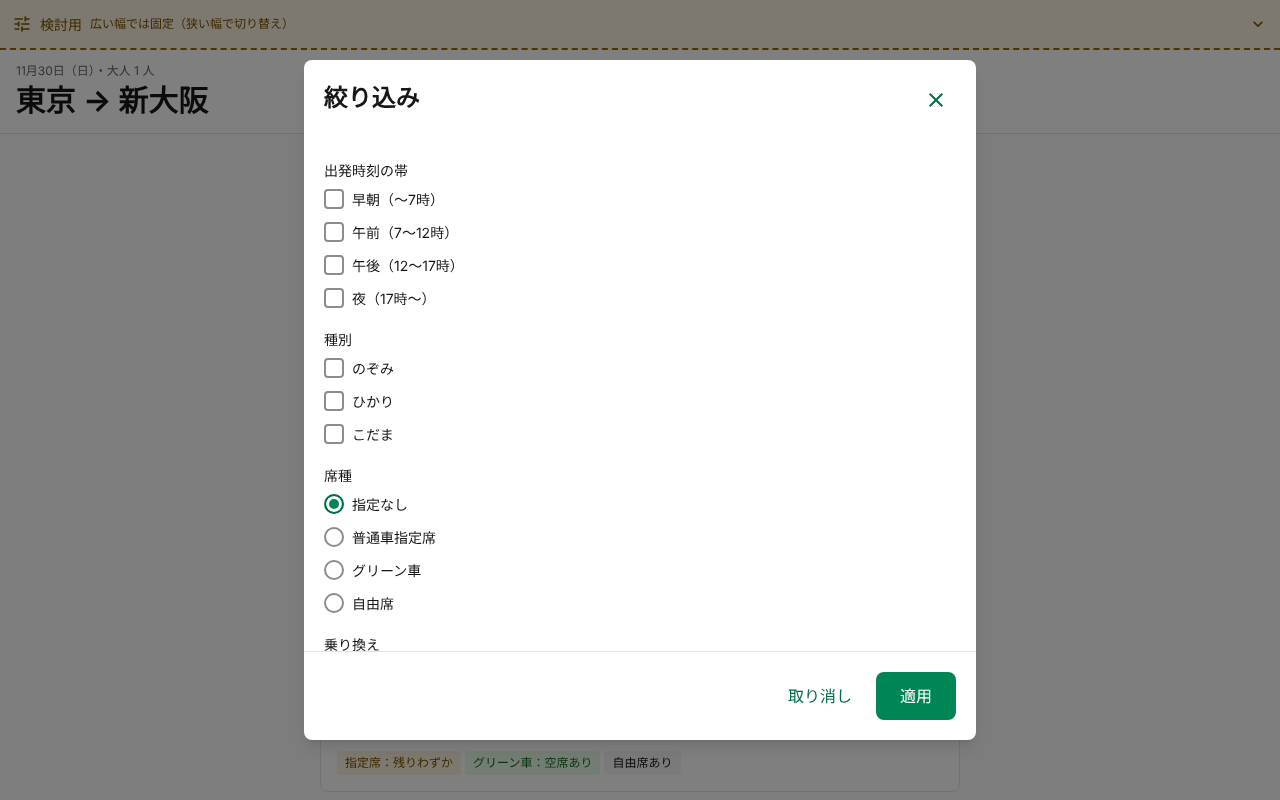 検討用 広い幅では固定（狭い幅で切り替え）
11月30日（日）・大人 1 人
東京 → 新大阪
絞り込み
出発時刻の帯
早朝（〜7時）
午前（7〜12時）
午後（12〜17時）
夜（17時〜）
種別
のぞみ
ひかり
こだま
席種
指定なし
普通車指定席
グリーン車
自由席
乗り換え
取り消し 適用
指定席：残りわずか グリーン車：空席あり 自由席あり